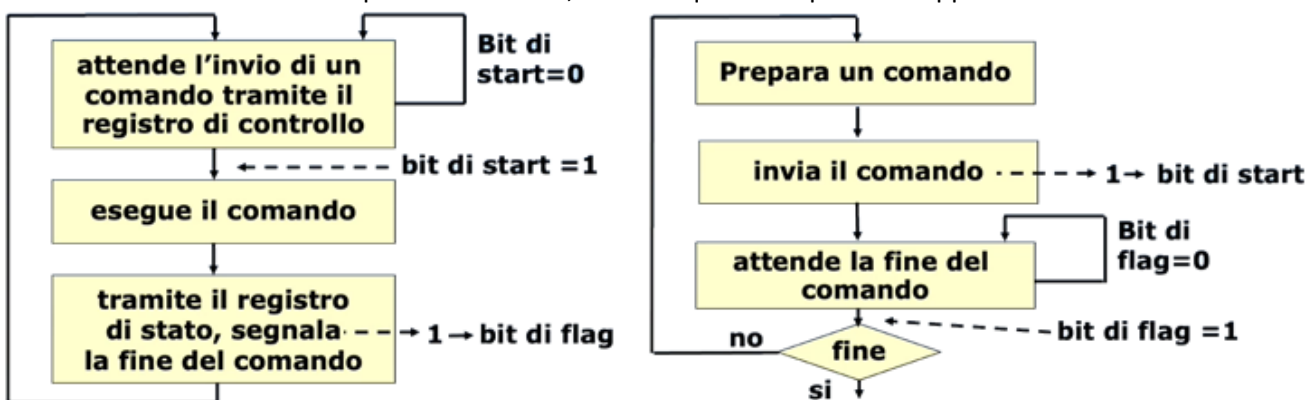 attende l'invio di un
comando tramite il
registro di controllo
Bit di
start=0
bit di start =1
esegue il comando
tramite il registro
di stato, segnala
la fine del comando
1→ bit di flag
Prepara un comando
invia il comando
1→ bit di start
attende la fine del
comando
Bit di
flag=0
bit di flag =1
no
fine
si